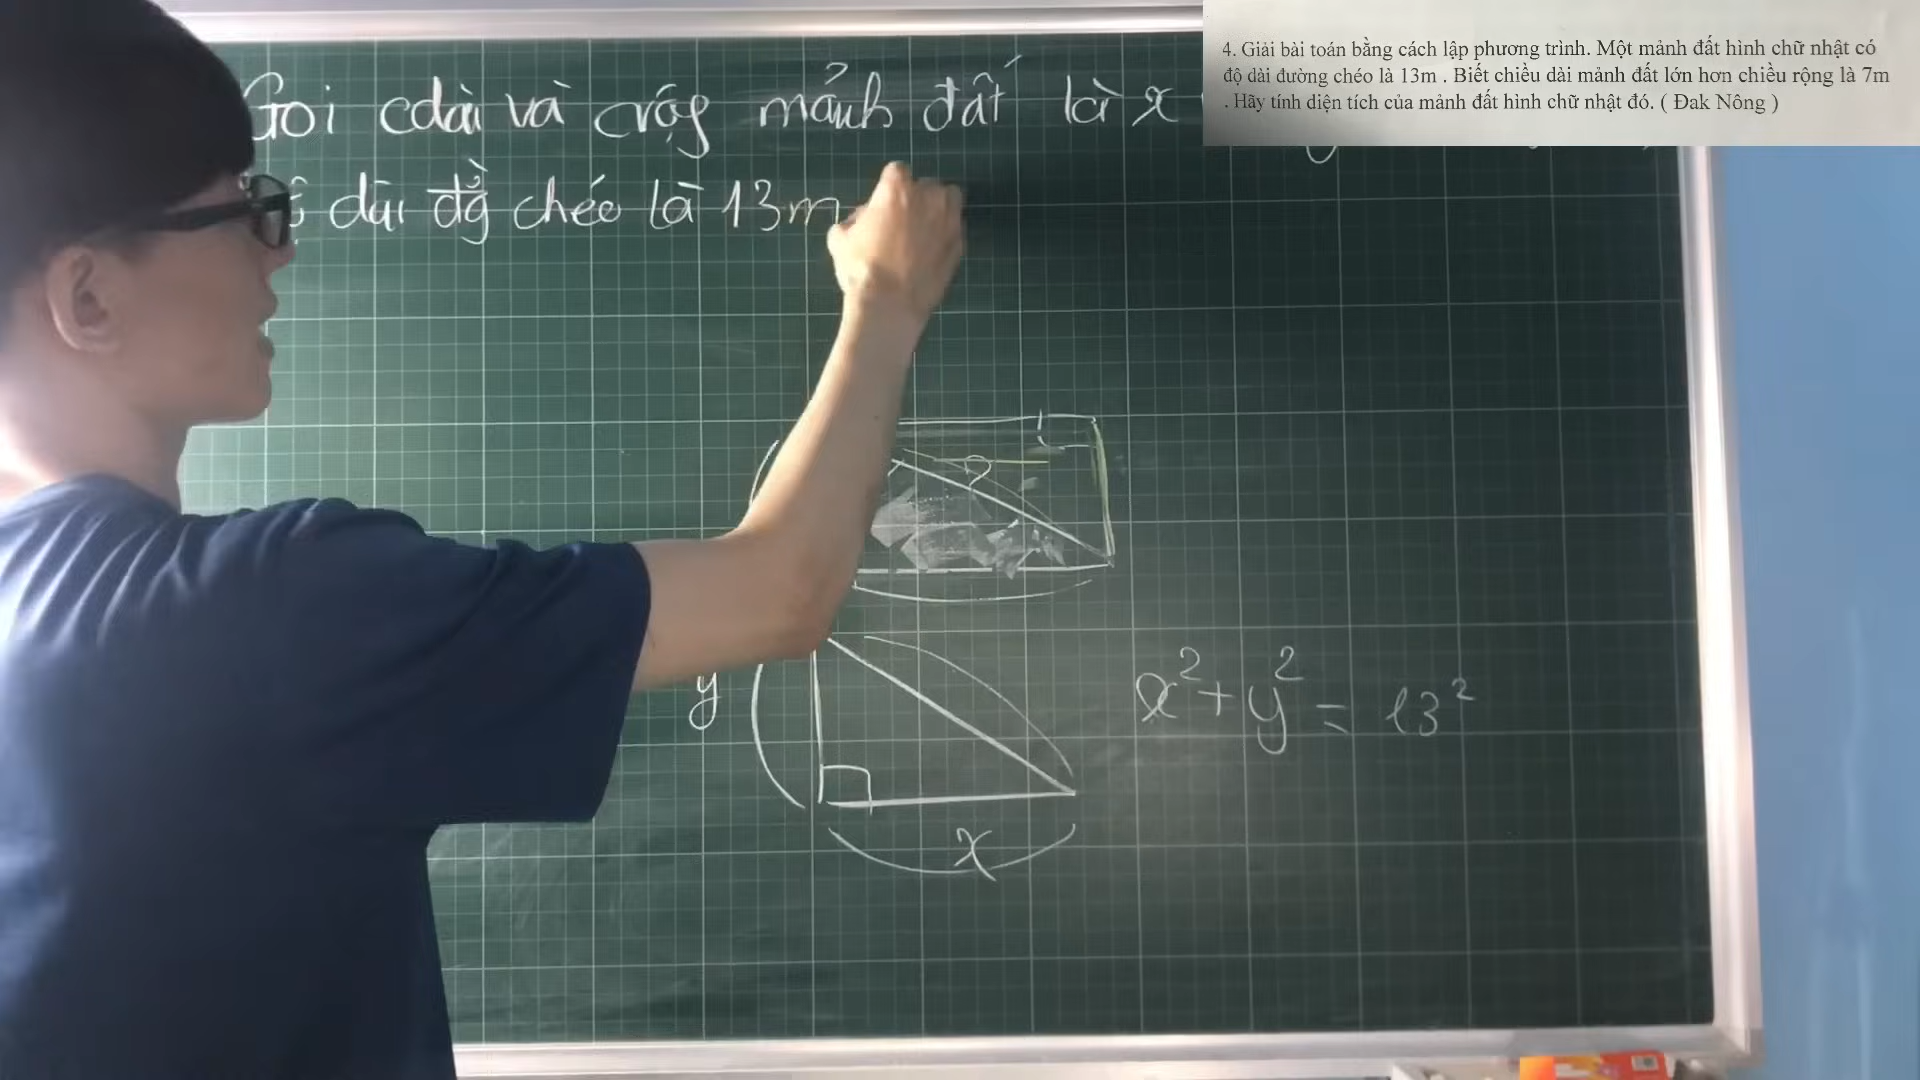 4. Giải bài toán bằng cách lập phương trình. Một mảnh đất hình chữ nhật có
độ dài đường chéo là 13m . Biết chiều dài mảnh đất lớn hơn chiều rộng là 7m
. Hãy tính diện tích của mảnh đất hình chữ nhật đó. ( Đak Nông )
Gọi cdài và crộg mảnh đất là x
dài đg chéo là 13m
y
x
x² + y² = 13²